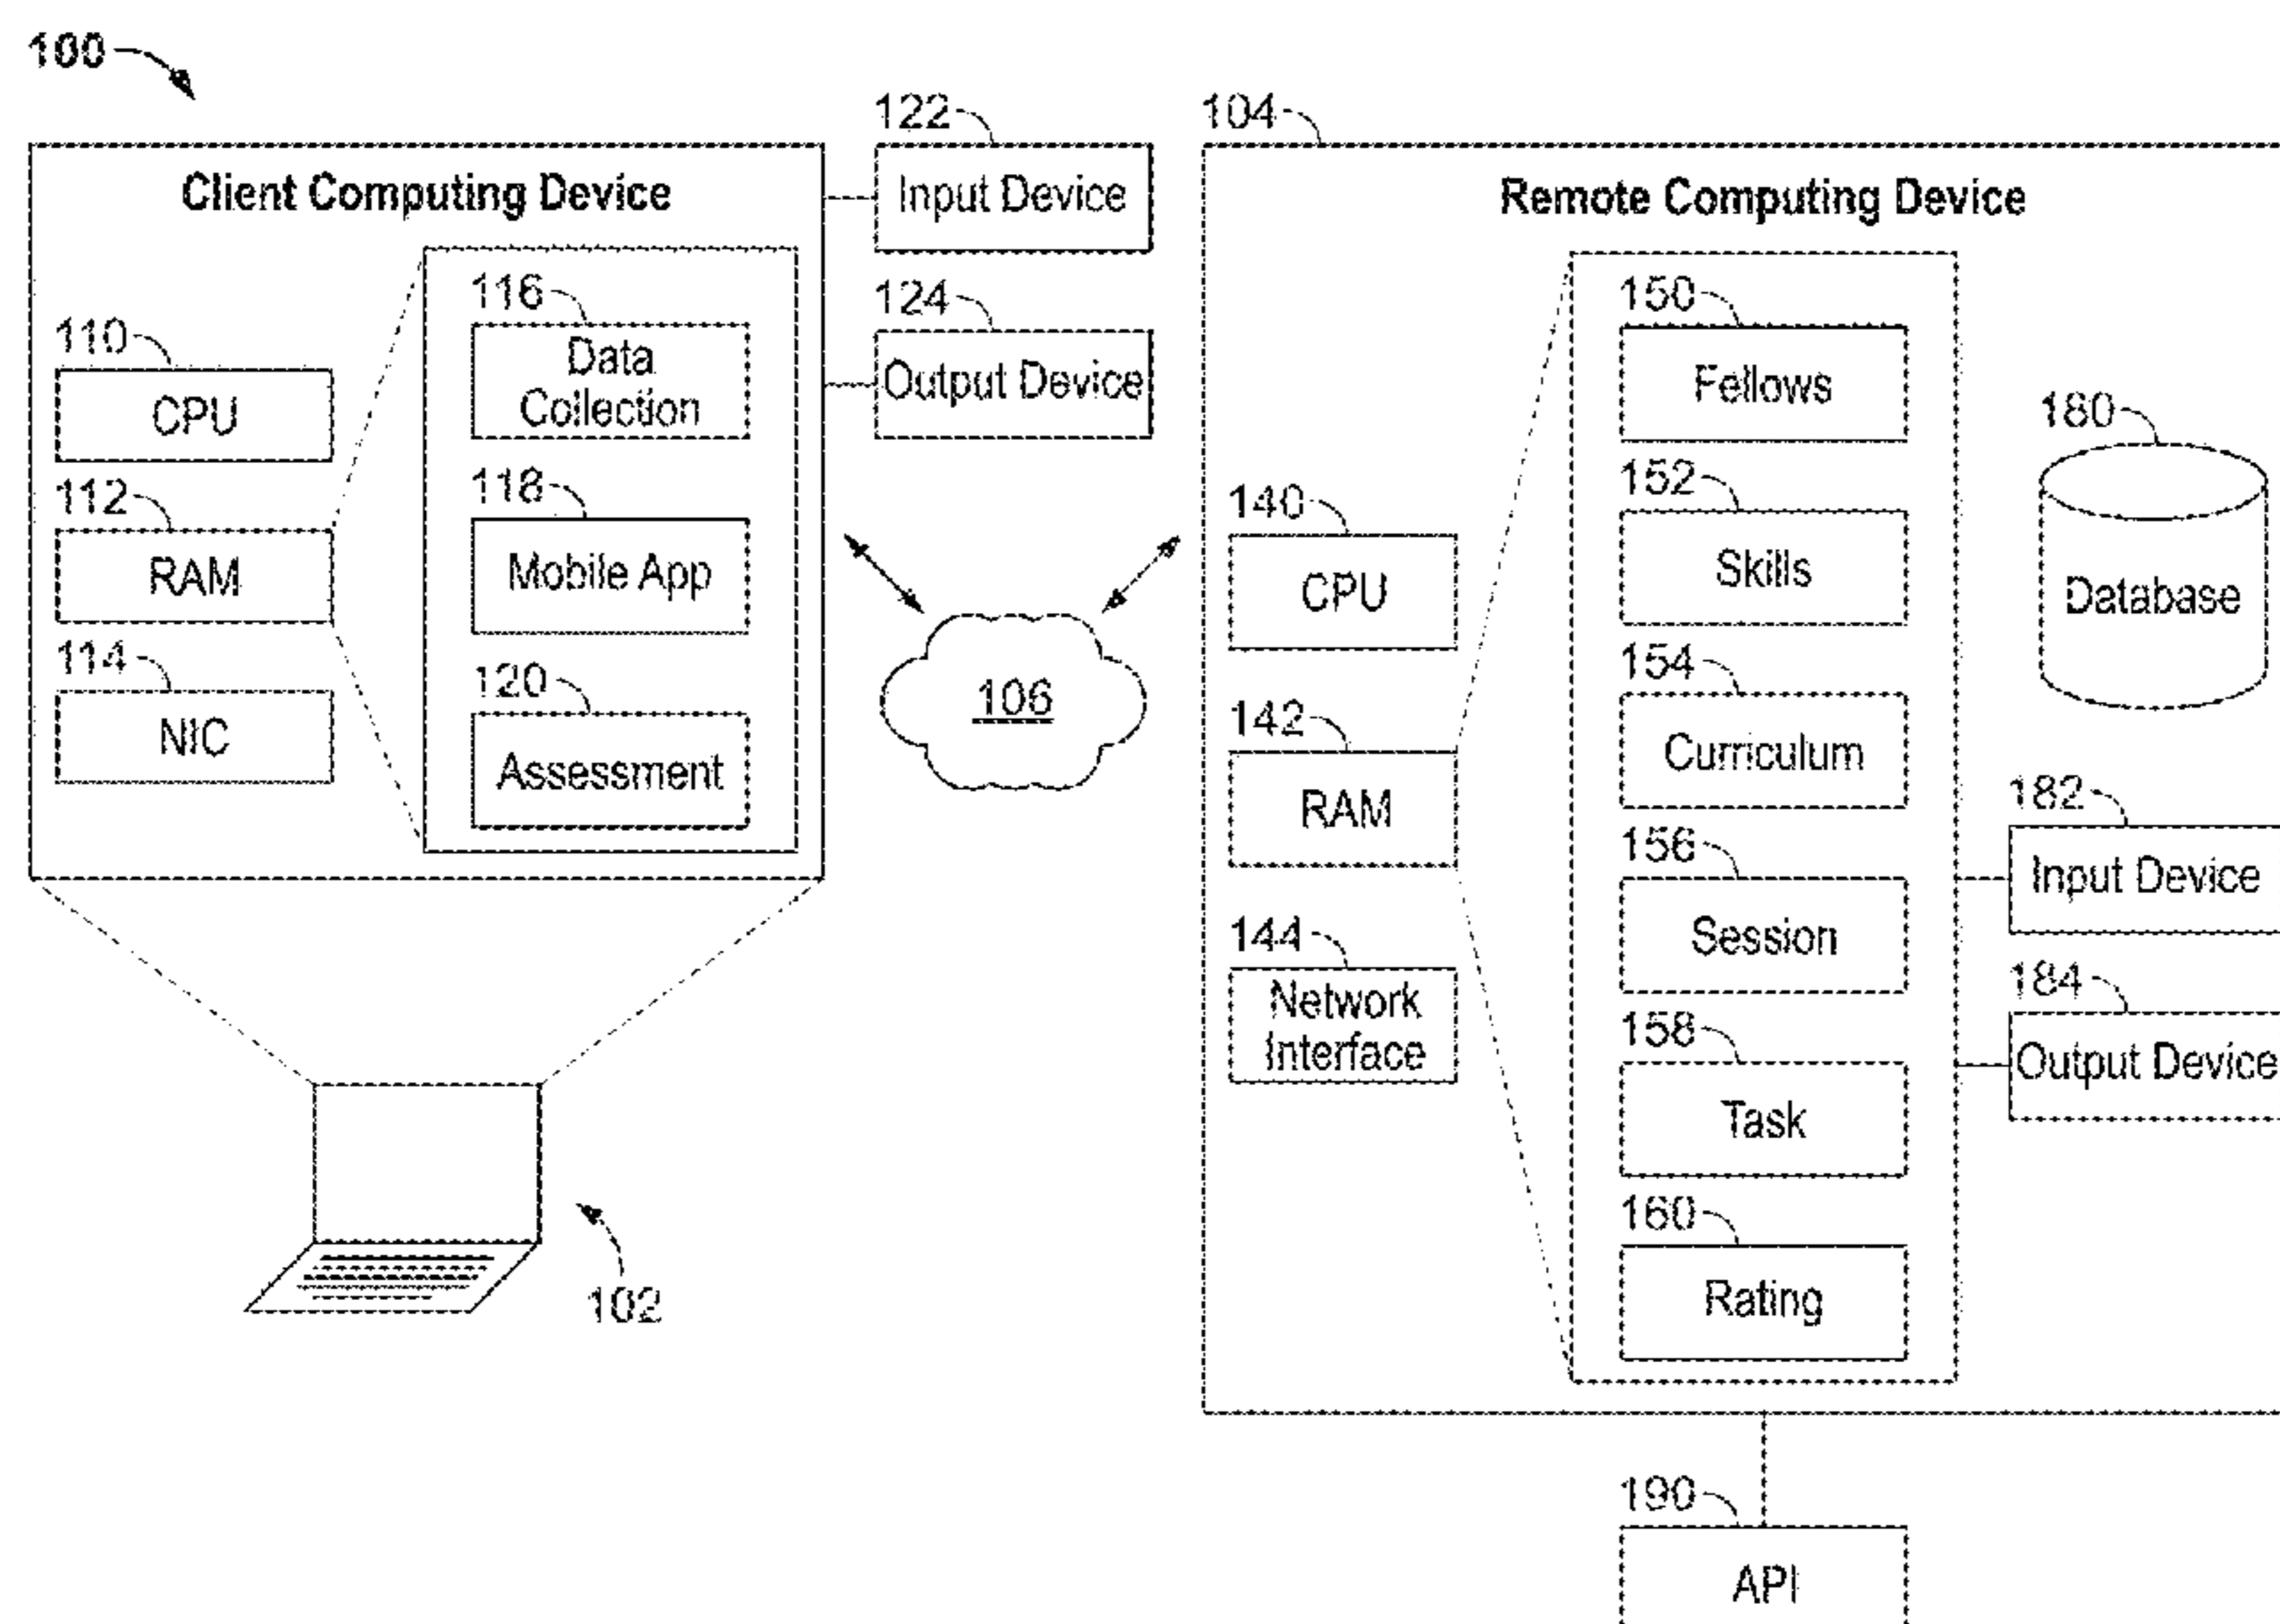 100
Client Computing Device
110
CPU
112
RAM
114
NIC
116
Data
Collection
118
Mobile App
120
Assessment
122
Input Device
124
Output Device
106
102
104
Remote Computing Device
140
CPU
142
RAM
144
Network
Interface
150
Fellows
152
Skills
154
Curriculum
156
Session
158
Task
160
Rating
180
Database
182
Input Device
184
Output Device
190
API